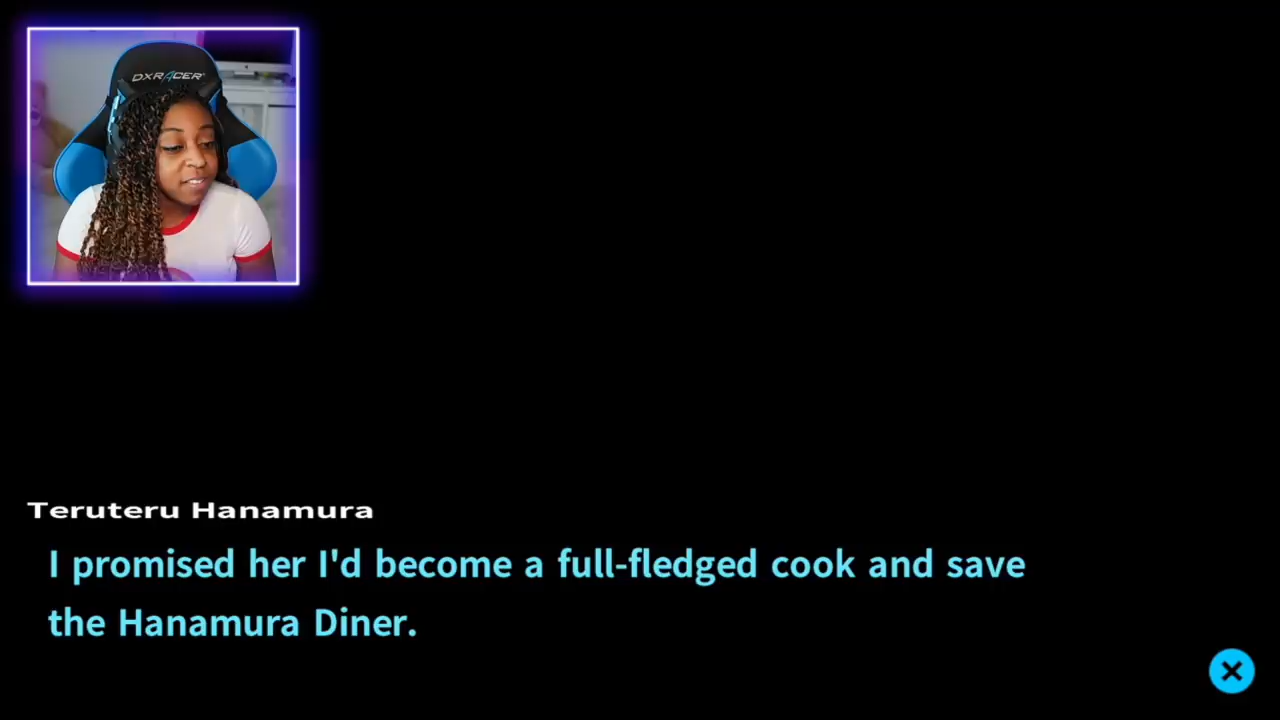 DXRACER
Teruteru Hanamura
I promised her I'd become a full-fledged cook and save
the Hanamura Diner.